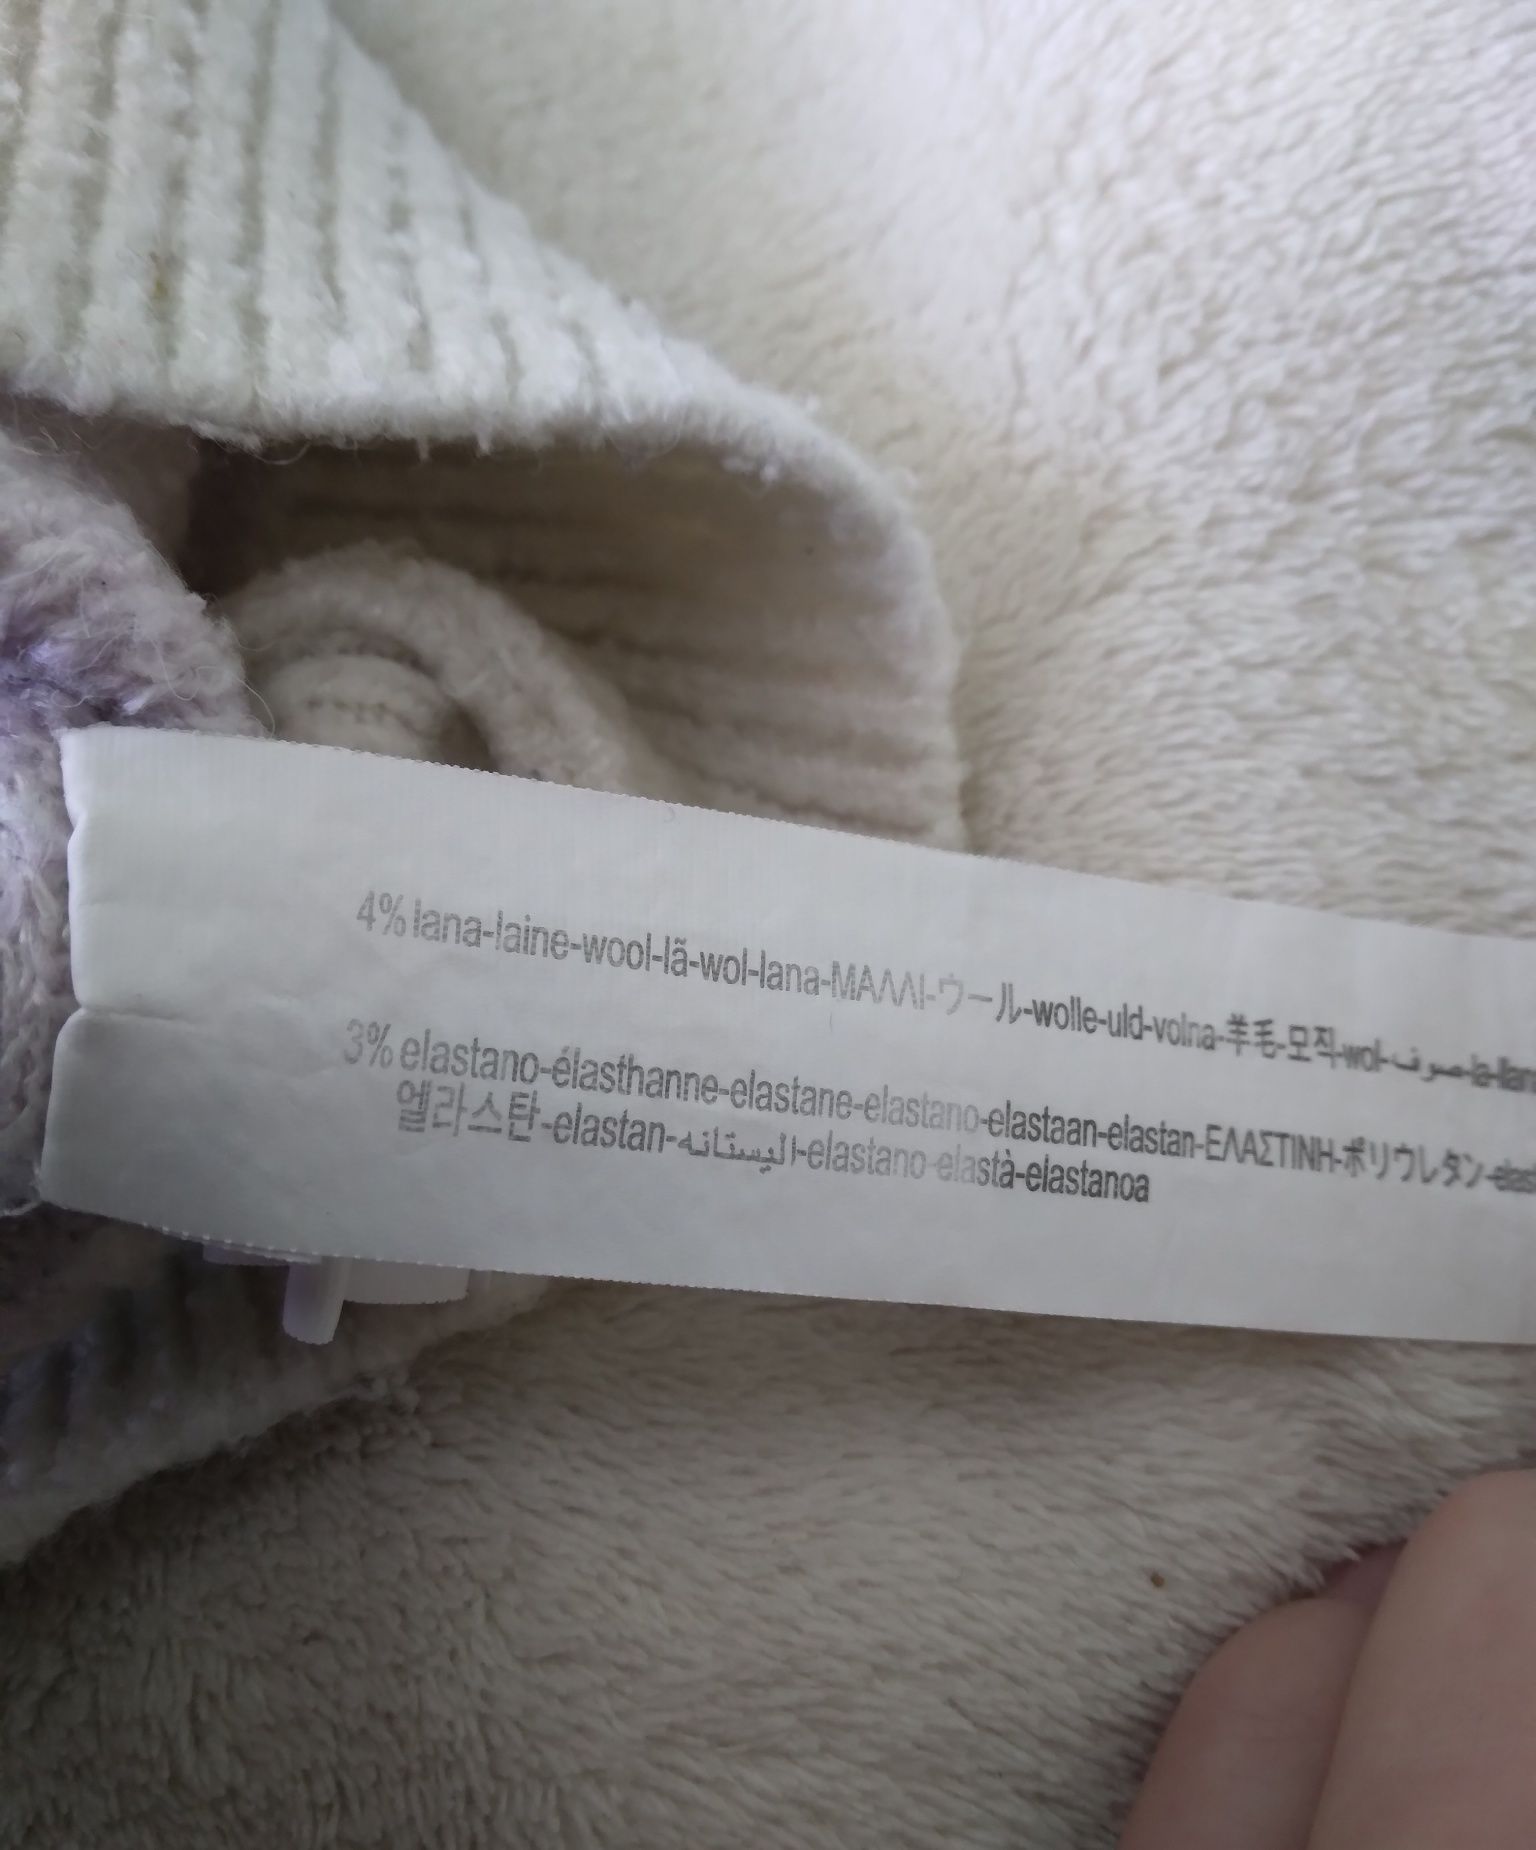 4% lana-laine-wool-lã-wol-lana-ΜΑΛΛΙ-ウール-wolle-uld-volna-羊毛-모직-wol-صوف-la-llana
3% elastano-élasthanne-elastane-elastano-elastaan-elastan-ΕΛΑΣΤΙΝΗ-ポリウレタン-
엘라스탄-elastan-اليستانه-elastano-elastà-elastanoa